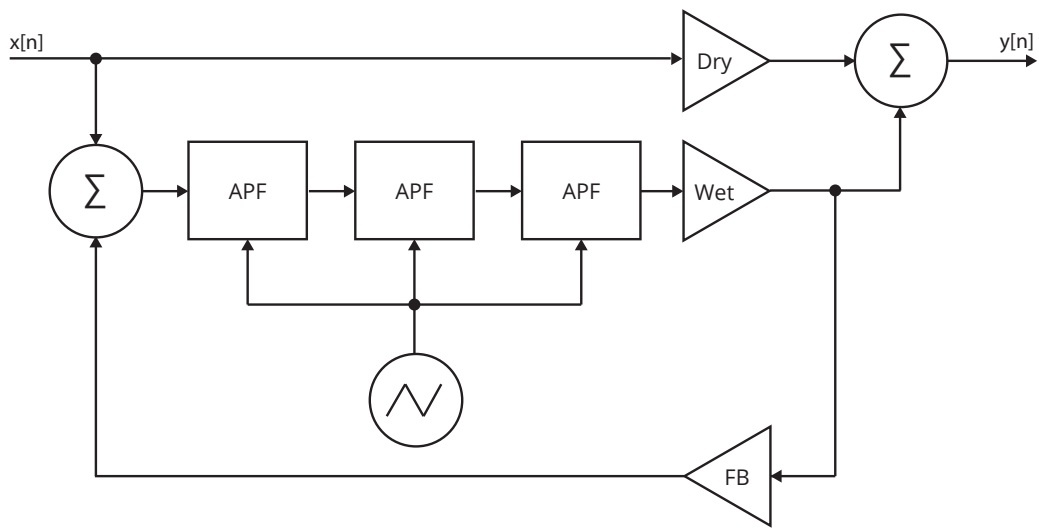 x[n]
Dry
Σ
y[n]
Σ
APF
APF
APF
Wet
FB